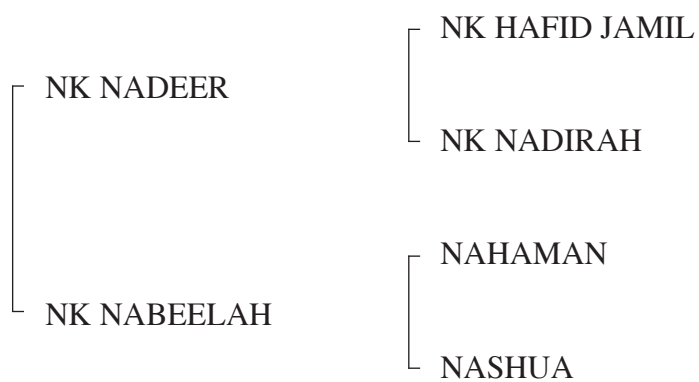 NK HAFID JAMIL
NK NADEER
NK NADIRAH
NAHAMAN
NK NABEELAH
NASHUA